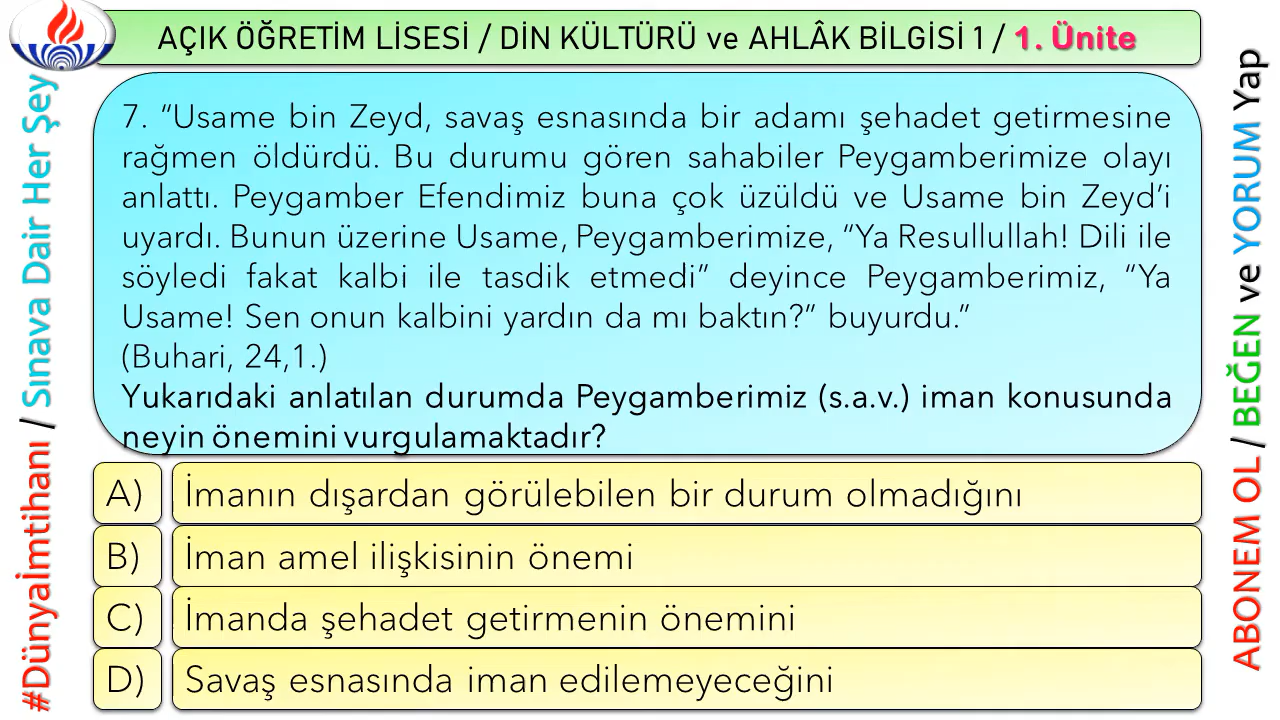 AÇIK ÖĞRETİM LİSESİ / DİN KÜLTÜRÜ ve AHLÂK BİLGİSİ 1 / 1. Ünite
#Dünyaİmtihanı / Sınava Dair Her Şey
7. “Usame bin Zeyd, savaş esnasında bir adamı şehadet getirmesine
rağmen öldürdü. Bu durumu gören sahabiler Peygamberimize olayı
anlattı. Peygamber Efendimiz buna çok üzüldü ve Usame bin Zeyd’i
uyardı. Bunun üzerine Usame, Peygamberimize, “Ya Resullullah! Dili ile
söyledi fakat kalbi ile tasdik etmedi” deyince Peygamberimiz, “Ya
Usame! Sen onun kalbini yardın da mı baktın?” buyurdu.”
(Buhari, 24,1.)
Yukarıdaki anlatılan durumda Peygamberimiz (s.a.v.) iman konusunda
neyin önemini vurgulamaktadır?
A) İmanın dışardan görülebilen bir durum olmadığını
B) İman amel ilişkisinin önemi
C) İmanda şehadet getirmenin önemini
D) Savaş esnasında iman edilemeyeceğini
ABONEM OL / BEĞEN ve YORUM Yap